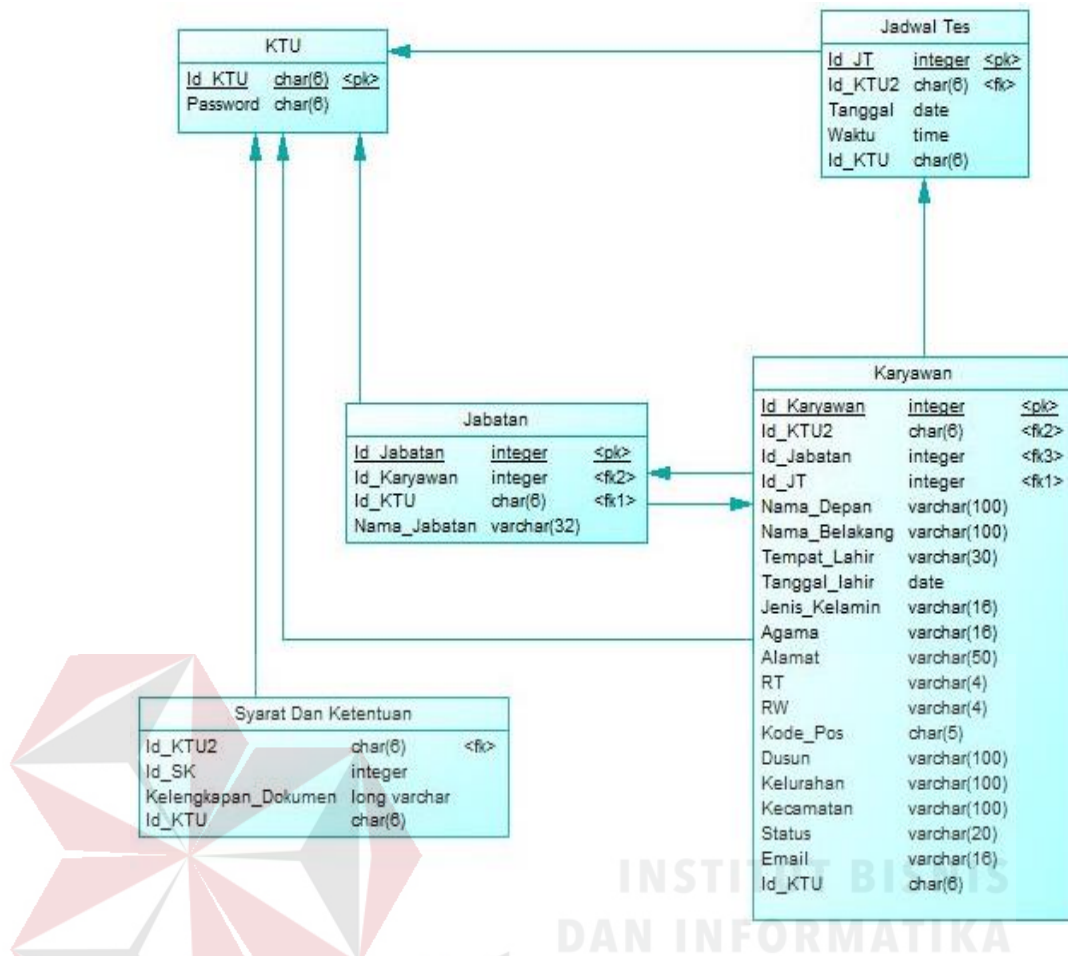 KTU
Id_KTU char(6) <pk>
Password char(6)
Jadwal Tes
Id_JT integer <pk>
Id_KTU2 char(6) <fk>
Tanggal date
Waktu time
Id_KTU char(6)
Jabatan
Id_Jabatan integer <pk>
Id_Karyawan integer <fk2>
Id_KTU char(6) <fk1>
Nama_Jabatan varchar(32)
Karyawan
Id_Karyawan integer <pk>
Id_KTU2 char(6) <fk2>
Id_Jabatan integer <fk3>
Id_JT integer <fk1>
Nama_Depan varchar(100)
Nama_Belakang varchar(100)
Tempat_Lahir varchar(30)
Tanggal_lahir date
Jenis_Kelamin varchar(16)
Agama varchar(16)
Alamat varchar(50)
RT varchar(4)
RW varchar(4)
Kode_Pos char(5)
Dusun varchar(100)
Kelurahan varchar(100)
Kecamatan varchar(100)
Status varchar(20)
Email varchar(16)
Id_KTU char(6)
Syarat Dan Ketentuan
Id_KTU2 char(6) <fk>
Id_SK integer
Kelengkapan_Dokumen long varchar
Id_KTU char(6)
INSTITUT BISNIS
DAN INFORMATIKA